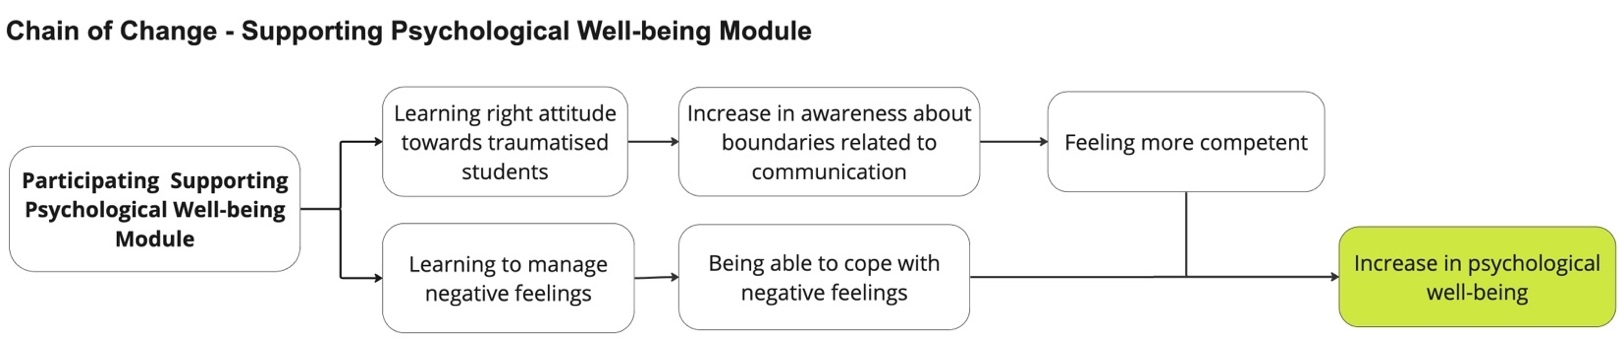 Chain of Change - Supporting Psychological Well-being Module
Participating  Supporting
Psychological Well-being
Module
Learning right attitude
towards traumatised
students
Increase in awareness about
boundaries related to
communication
Feeling more competent
Learning to manage
negative feelings
Being able to cope with
negative feelings
Increase in psychological
well-being